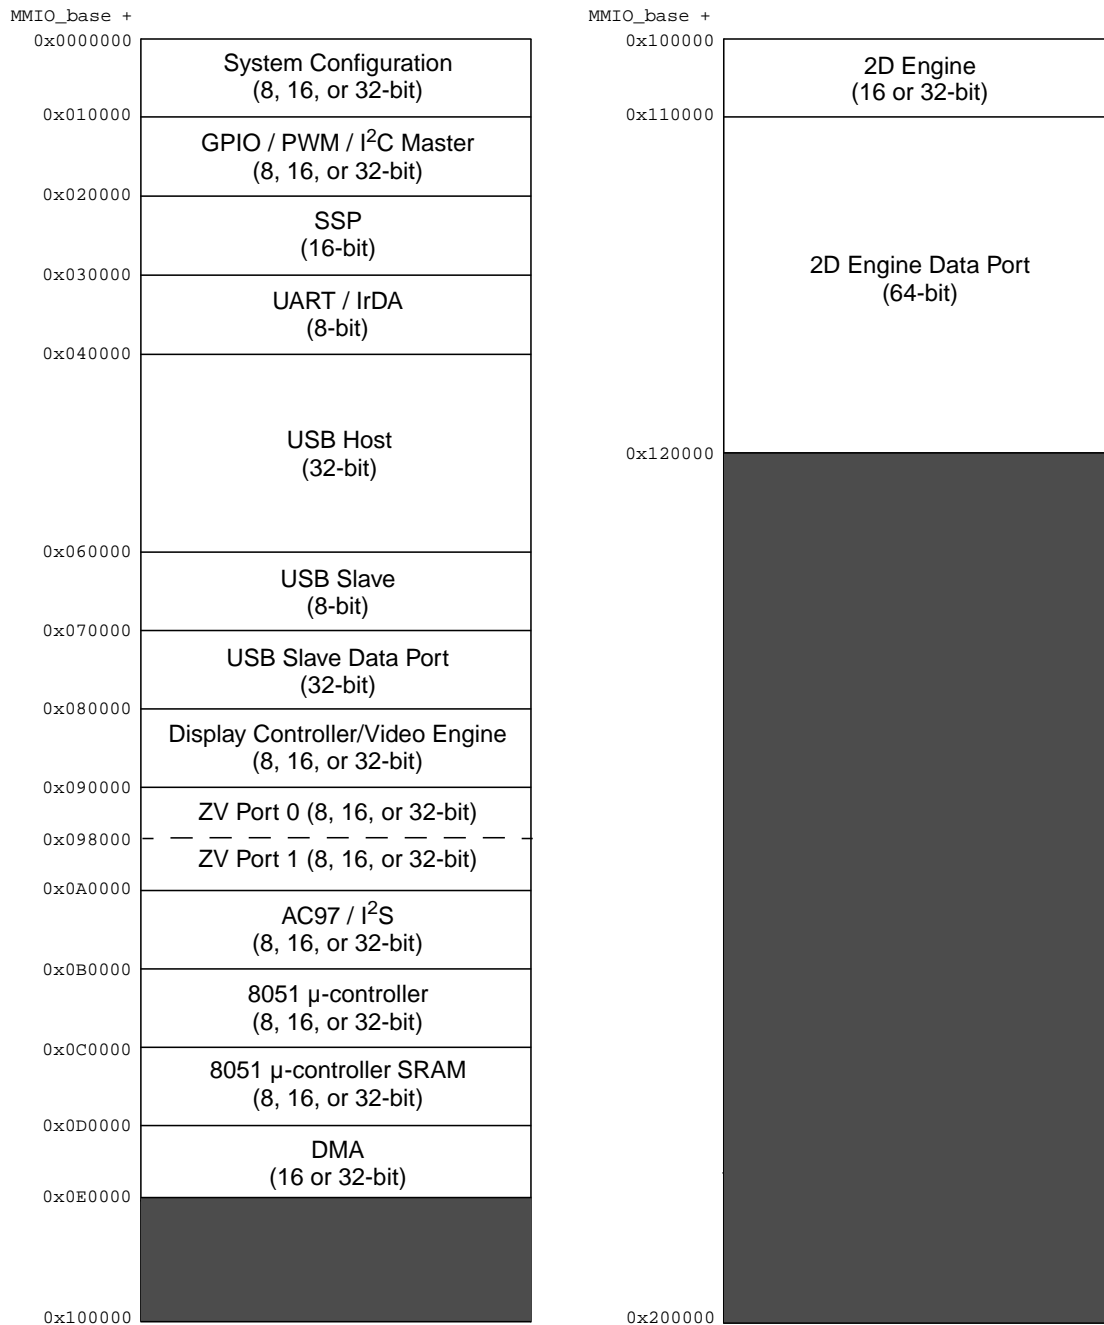 MMIO_base +
0x0000000
System Configuration
(8, 16, or 32-bit)
0x010000
GPIO / PWM / I²C Master
(8, 16, or 32-bit)
0x020000
SSP
(16-bit)
0x030000
UART / IrDA
(8-bit)
0x040000
USB Host
(32-bit)
0x060000
USB Slave
(8-bit)
0x070000
USB Slave Data Port
(32-bit)
0x080000
Display Controller/Video Engine
(8, 16, or 32-bit)
0x090000
ZV Port 0 (8, 16, or 32-bit)
0x098000
ZV Port 1 (8, 16, or 32-bit)
0x0A0000
AC97 / I²S
(8, 16, or 32-bit)
0x0B0000
8051 µ-controller
(8, 16, or 32-bit)
0x0C0000
8051 µ-controller SRAM
(8, 16, or 32-bit)
0x0D0000
DMA
(16 or 32-bit)
0x0E0000
0x100000
MMIO_base +
0x100000
2D Engine
(16 or 32-bit)
0x110000
2D Engine Data Port
(64-bit)
0x120000
0x200000